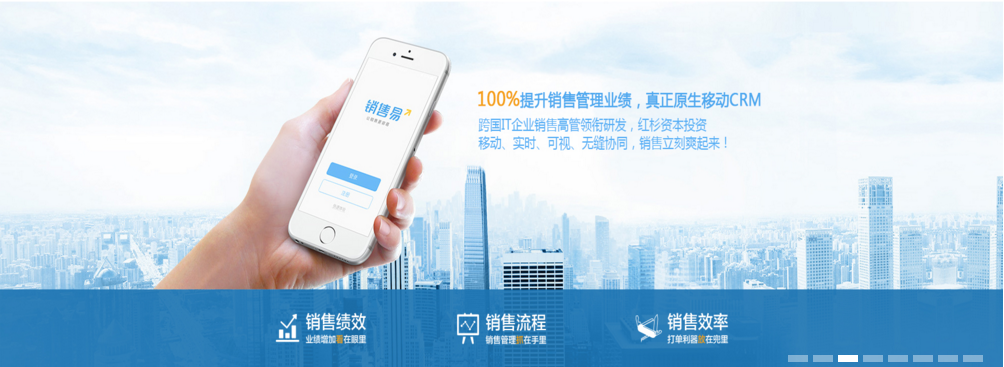 100%提升销售管理业绩，真正原生移动CRM
跨国IT企业销售高管领衔研发，红杉资本投资
移动、实时、可视、无缝协同，销售立刻爽起来！
销售易
登录
销售绩效
业绩增加看在眼里
销售流程
销售管理握在手里
销售效率
打单利器放在兜里